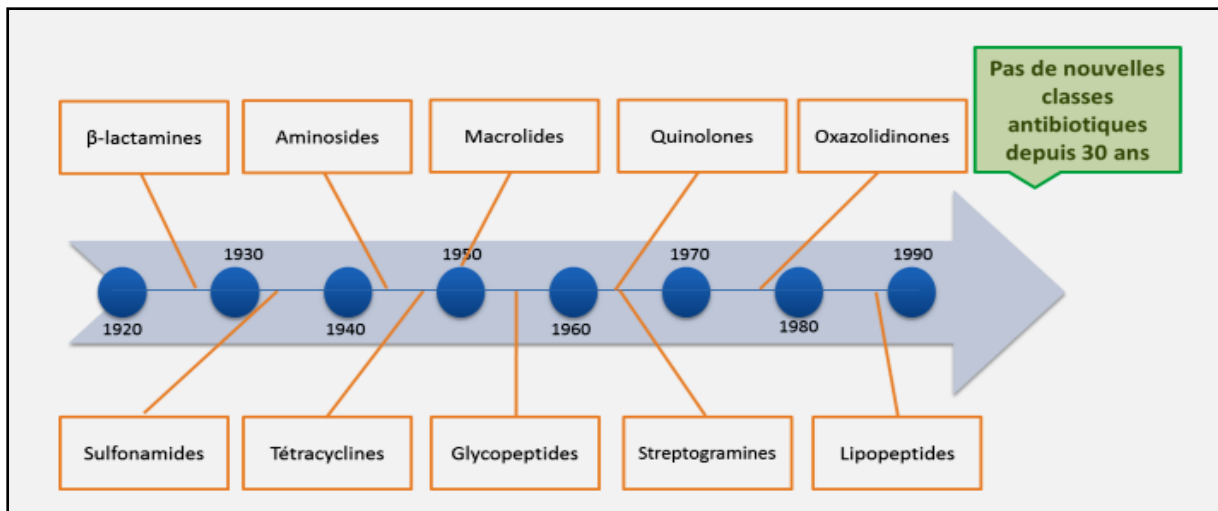 Pas de nouvelles
classes
antibiotiques
depuis 30 ans
β-lactamines
Aminosides
Macrolides
Quinolones
Oxazolidinones
1930
1950
1970
1990
1920
1940
1960
1980
Sulfonamides
Tétracyclines
Glycopeptides
Streptogramines
Lipopeptides